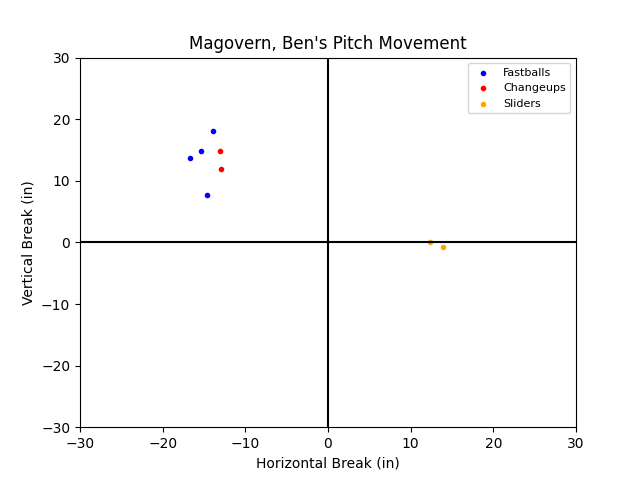 Magovern, Ben's Pitch Movement
30
20
10
0
−10
−20
−30
Vertical Break (in)
Fastballs
Changeups
Sliders
−30 −20 −10 0 10 20 30
Horizontal Break (in)